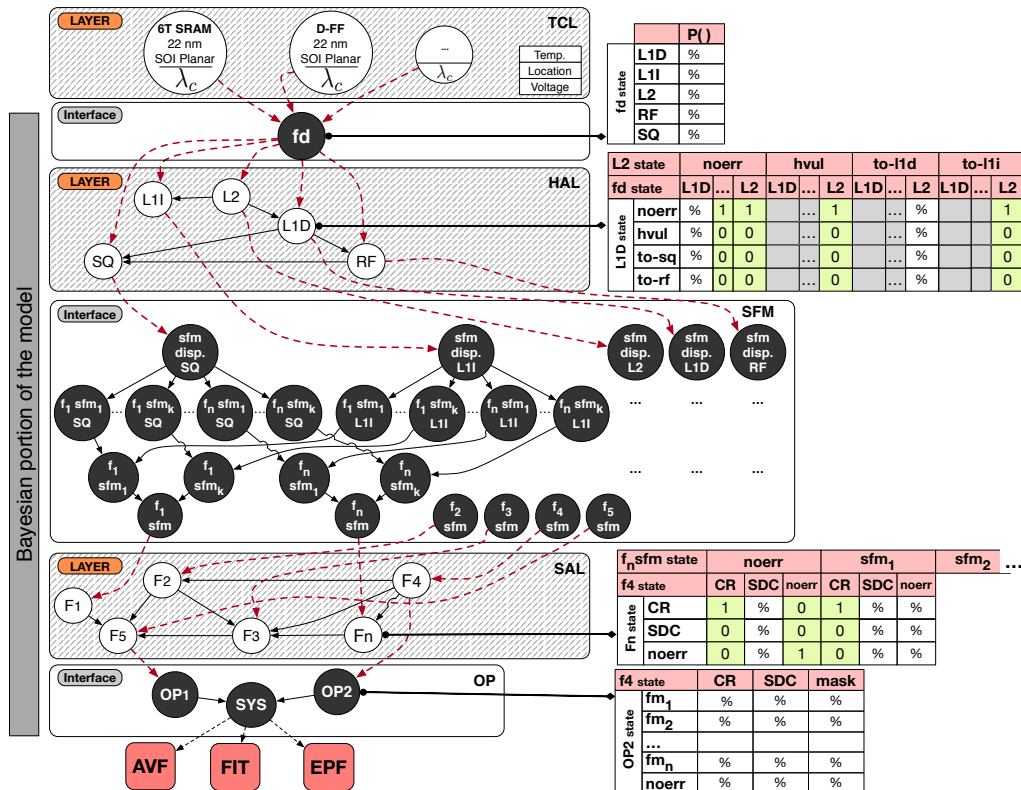 LAYER
TCL
6T SRAM
22 nm
SOI Planar
λc
D-FF
22 nm
SOI Planar
λc
...
λc
Temp.
Location
Voltage
Interface
fd
P( )
fd state
L1D %
L1I %
L2 %
RF %
SQ %
Bayesian portion of the model
LAYER
HAL
L1I
L2
L1D
SQ
RF
L2 state noerr hvul to-l1d to-l1i
fd state L1D ... L2 L1D ... L2 L1D ... L2 L1D L2
L1D state
noerr % 1 1 ... 1 ... % 1
hvul % 0 0 ... 0 ... % 0
to-sq % 0 0 ... 0 ... % 0
to-rf % 0 0 ... 0 ... % 0
Interface
SFM
sfm disp. SQ
sfm disp. L1I
sfm disp. L2
sfm disp. L1D
sfm disp. RF
f1 sfm1 SQ
f1 sfmk SQ
fn sfm1 SQ
fn sfmk SQ
f1 sfm1 L1I
f1 sfmk L1I
fn sfm1 L1I
fn sfmk L1I
... ... ...
f1 sfm1
f1 sfmk
fn sfm1
fn sfmk
... ... ...
f1 sfm
fn sfm
f2 sfm
f3 sfm
f4 sfm
f5 sfm
LAYER
SAL
F1
F2
F4
F5
F3
Fn
fnsfm state noerr sfm1 sfm2 ...
f4 state CR SDC noerr CR SDC noerr
Fn state
CR 1 % 0 1 % %
SDC 0 % 0 0 % %
noerr 0 % 1 0 % %
Interface
OP
OP1
SYS
OP2
f4 state CR SDC mask
OP2 state
fm1 % % %
fm2 % % %
...
fmn % % %
noerr % % %
AVF
FIT
EPF